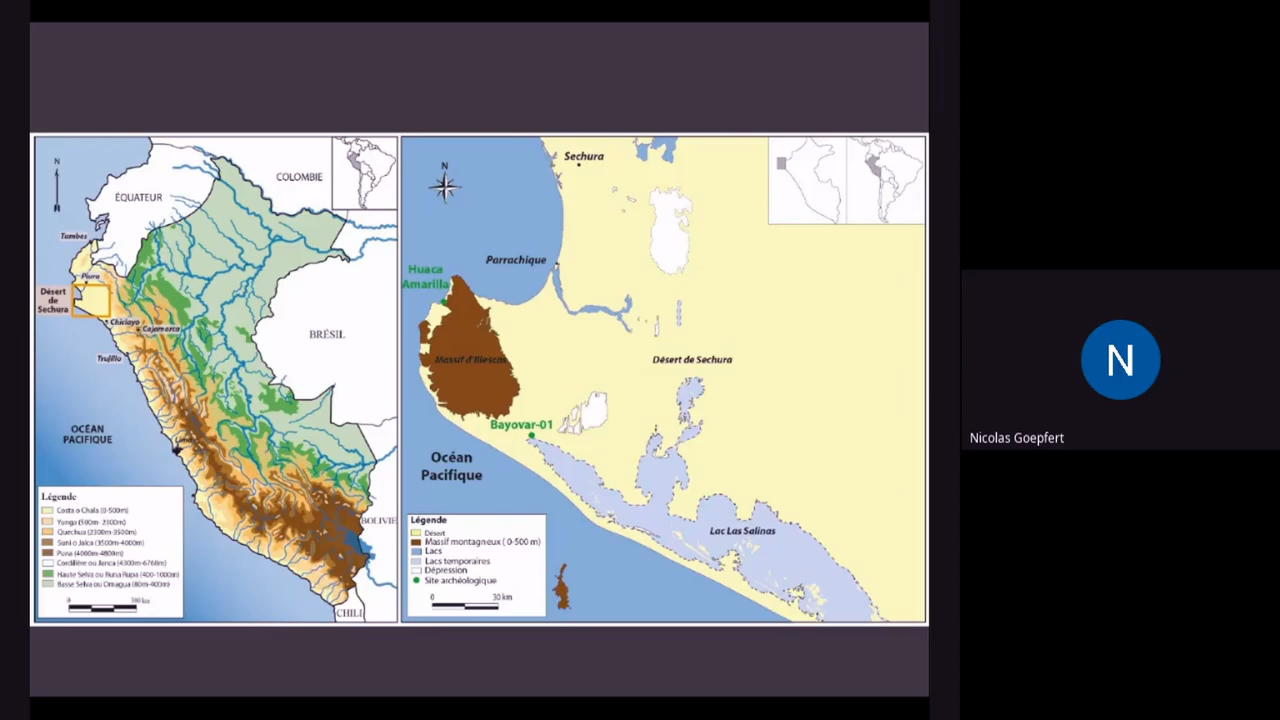 N
ÉQUATEUR
COLOMBIE
Tumbes
Piura
Désert
de
Sechura
Chiclayo
Cajamarca
Trujillo
BRÉSIL
OCÉAN
PACIFIQUE
Lima
BOLIVIE
CHILI
Légende
Costa o Chala (0-500m)
Yunga (500m- 2300m)
Quechua (2300m-3500m)
Suni o Jalca (3500m-4000m)
Puna (4000m-4800m)
Cordillère ou Janca (4300m-6768m)
Haute Selva ou Runa Rupa (400-1000m)
Basse Selva ou Omagua (80m-400m)
0
N
Sechura
Parrachique
Huaca
Amarilla
Massif d'Illescas
Désert de Sechura
Bayovar-01
Océan
Pacifique
Lac Las Salinas
Légende
Désert
Massif montagneux ( 0-500 m)
Lacs
Lacs temporaires
Dépression
Site archéologique
0 30 km
N
Nicolas Goepfert